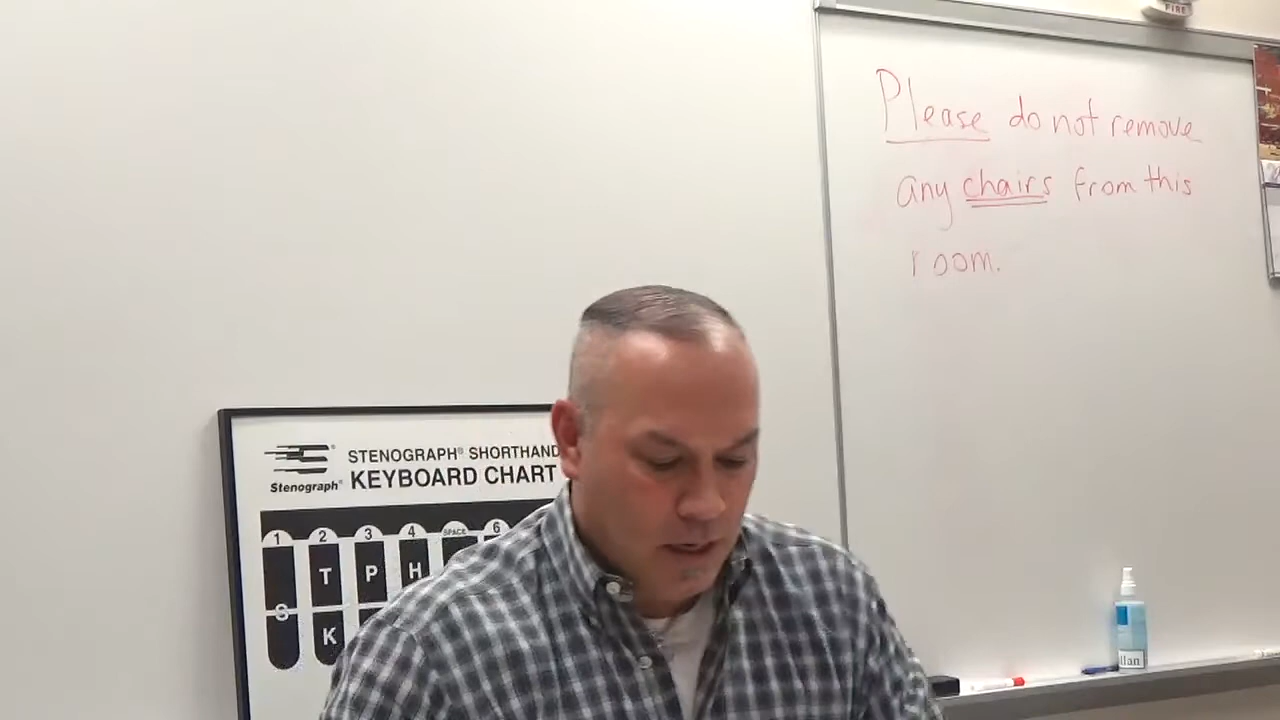 FIRE
Please do not remove
any chairs from this
room.
STENOGRAPH® SHORTHAND
KEYBOARD CHART
Stenograph®
1 2 3 4 SPACE 6
T P H
S
K